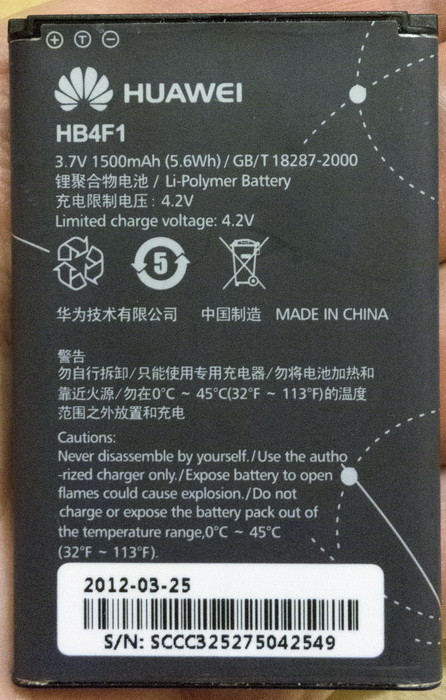 + T −
HUAWEI
HB4F1
3.7V 1500mAh (5.6Wh) / GB/T 18287-2000
锂聚合物电池 / Li-Polymer Battery
充电限制电压: 4.2V
Limited charge voltage: 4.2V
5
华为技术有限公司 中国制造 MADE IN CHINA
警告
勿自行拆卸/只能使用专用充电器/勿将电池加热和
靠近火源/勿在0°C ~ 45°C(32°F ~ 113°F)的温度
范围之外放置和充电
Cautions:
Never disassemble by yourself./Use the autho
-rized charger only./Expose battery to open
flames could cause explosion./Do not
charge or expose the battery pack out of
the temperature range,0°C ~ 45°C
(32°F ~ 113°F).
2012-03-25
S/N: SCCC325275042549